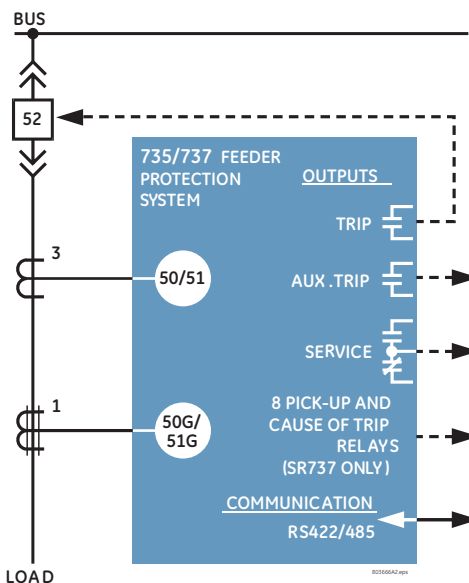 BUS
52
735/737 FEEDER
PROTECTION
SYSTEM
OUTPUTS
TRIP
3
50/51
AUX.TRIP
SERVICE
1
50G/
51G
8 PICK-UP AND
CAUSE OF TRIP
RELAYS
(SR737 ONLY)
COMMUNICATION
RS422/485
LOAD
805666A2.eps